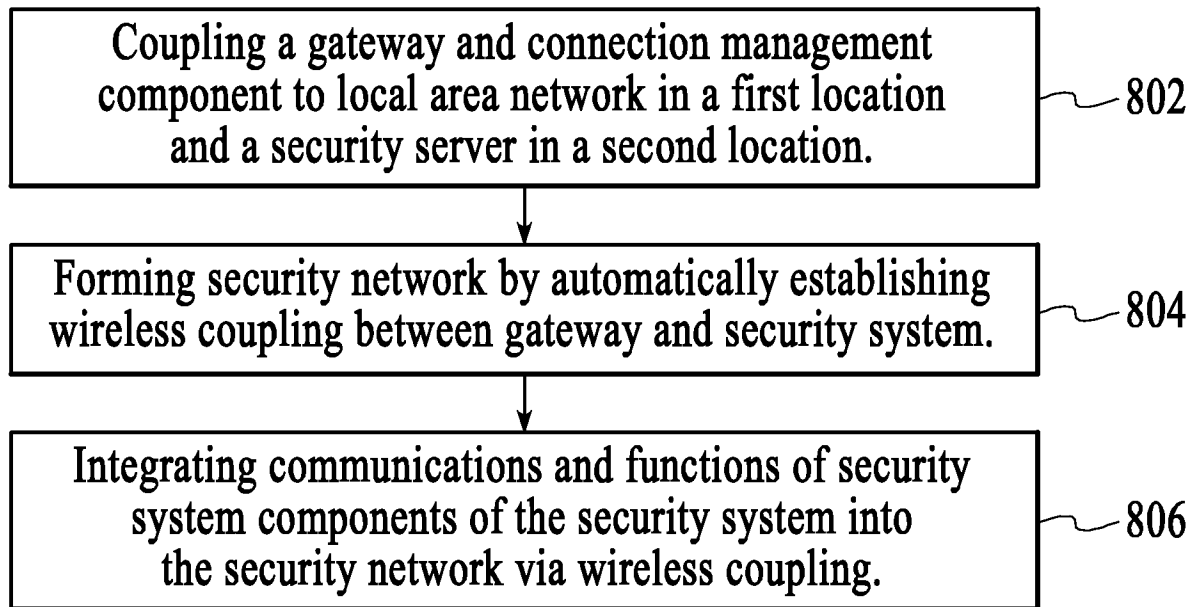 Coupling a gateway and connection management
component to local area network in a first location
and a security server in a second location.
802
Forming security network by automatically establishing
wireless coupling between gateway and security system.
804
Integrating communications and functions of security
system components of the security system into
the security network via wireless coupling.
806